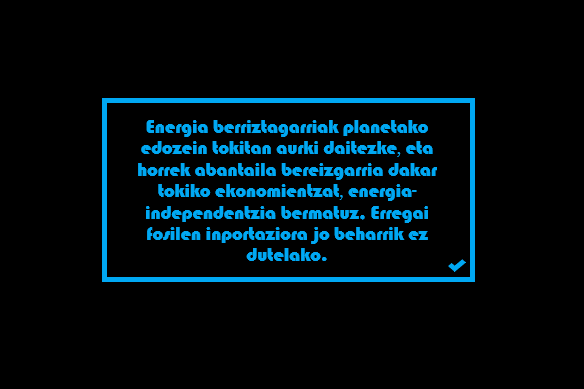 Energia berriztagarriak planetako
edozein tokitan aurki daitezke, eta
horrek abantaila bereizgarria dakar
tokiko ekonomientzat, energia-
independentzia bermatuz. Erregai
fosilen inportaziora jo beharrik ez
dutelako.